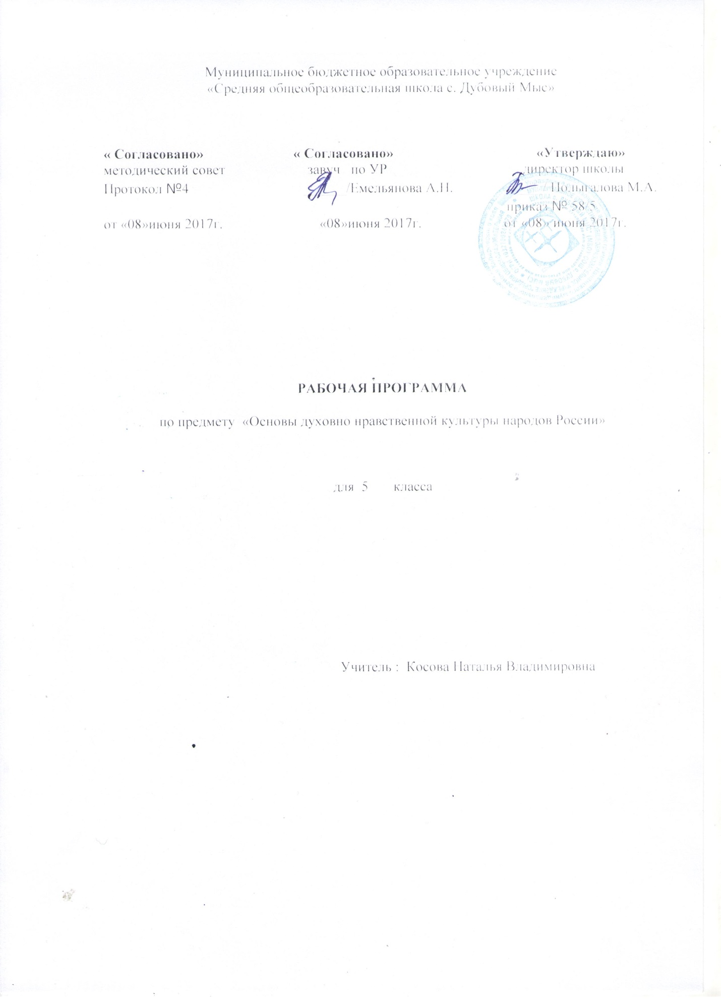 Муниципальное бюджетное образовательное учреждение
«Средняя общеобразовательная школа с. Дубовый Мыс»
« Согласовано» « Согласовано» «Утверждаю»
методический совет завуч по УР директор школы
Протокол №4 /Емельянова А.Н. / Полыгалова М.А.
приказ № 58/5
от «08»июня 2017г. «08»июня 2017г. от «08» июня 2017г.
РАБОЧАЯ ПРОГРАММА
по предмету «Основы духовно нравственной культуры народов России»
для 5 класса
Учитель : Косова Наталья Владимировна